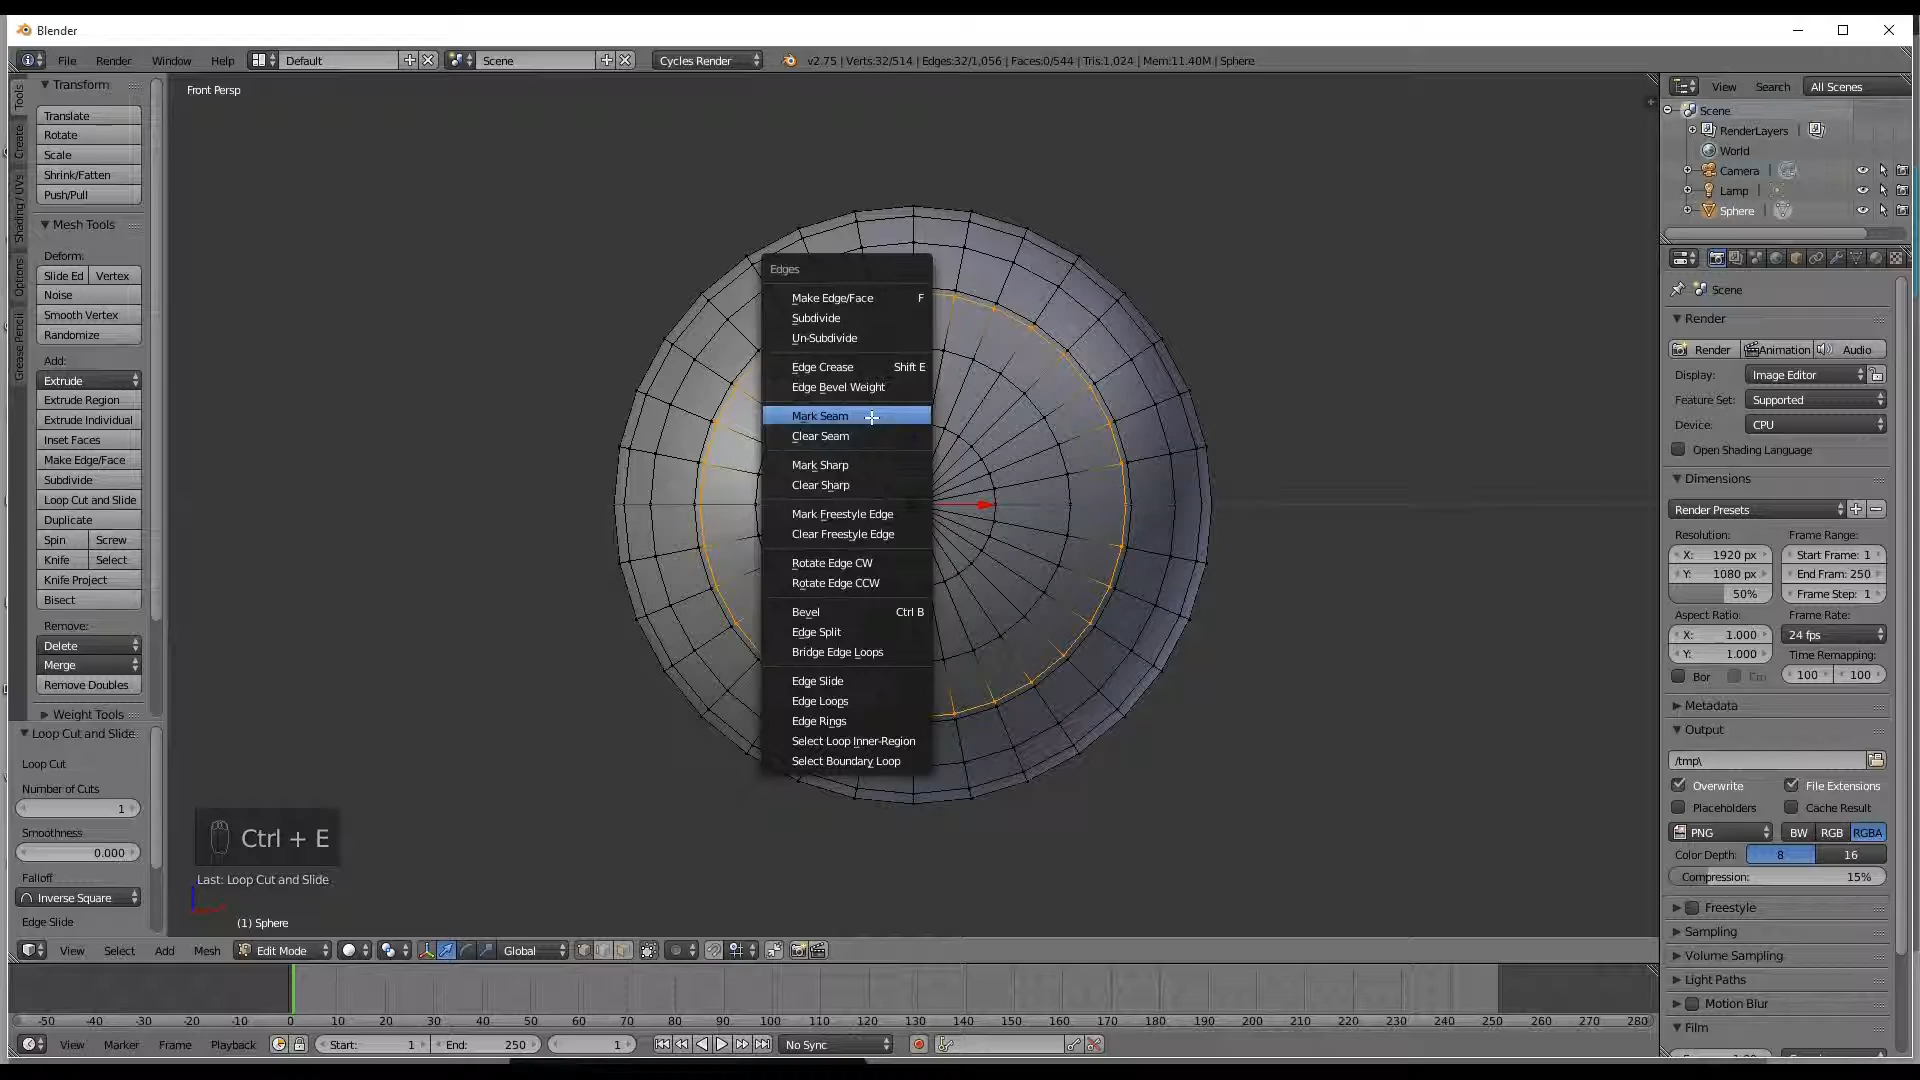 Blender
File Render Window Help Default Scene Cycles Render v2.75 | Verts:32/514 | Edges:32/1,056 | Faces:0/544 | Tris:1,024 | Mem:11.40M | Sphere
Tools
Create
Shading / UVs
Options
Grease Pencil
Transform
Translate
Rotate
Scale
Shrink/Fatten
Push/Pull
Mesh Tools
Deform:
Slide Ed Vertex
Noise
Smooth Vertex
Randomize
Add:
Extrude
Extrude Region
Extrude Individual
Inset Faces
Make Edge/Face
Subdivide
Loop Cut and Slide
Duplicate
Spin Screw
Knife Select
Knife Project
Bisect
Remove:
Delete
Merge
Remove Doubles
Weight Tools
Loop Cut and Slide
Loop Cut
Number of Cuts
1
Smoothness
0.000
Falloff
Inverse Square
Edge Slide
Front Persp
Edges
Make Edge/Face F
Subdivide
Un-Subdivide
Edge Crease Shift E
Edge Bevel Weight
Mark Seam
Clear Seam
Mark Sharp
Clear Sharp
Mark Freestyle Edge
Clear Freestyle Edge
Rotate Edge CW
Rotate Edge CCW
Bevel Ctrl B
Edge Split
Bridge Edge Loops
Edge Slide
Edge Loops
Edge Rings
Select Loop Inner-Region
Select Boundary Loop
Ctrl + E
Last: Loop Cut and Slide
(1) Sphere
View Select Add Mesh Edit Mode Global
-50 -40 -30 -20 -10 0 10 20 30 40 50 60 70 80 90 100 110 120 130 140 150 160 170 180 190 200 210 220 230 240 250 260 270 280
View Marker Frame Playback Start: 1 End: 250 1 No Sync
View Search All Scenes
Scene
RenderLayers
World
Camera
Lamp
Sphere
Scene
Render
Render Animation Audio
Display: Image Editor
Feature Set: Supported
Device: CPU
Open Shading Language
Dimensions
Render Presets
Resolution: Frame Range:
X: 1920 px Start Frame: 1
Y: 1080 px End Fram: 250
50% Frame Step: 1
Aspect Ratio: Frame Rate:
X: 1.000 24 fps
Y: 1.000 Time Remapping:
Bor 100 100
Metadata
Output
/tmp\
Overwrite File Extensions
Placeholders Cache Result
PNG BW RGB RGBA
Color Depth: 8 16
Compression: 15%
Freestyle
Sampling
Volume Sampling
Light Paths
Motion Blur
Film